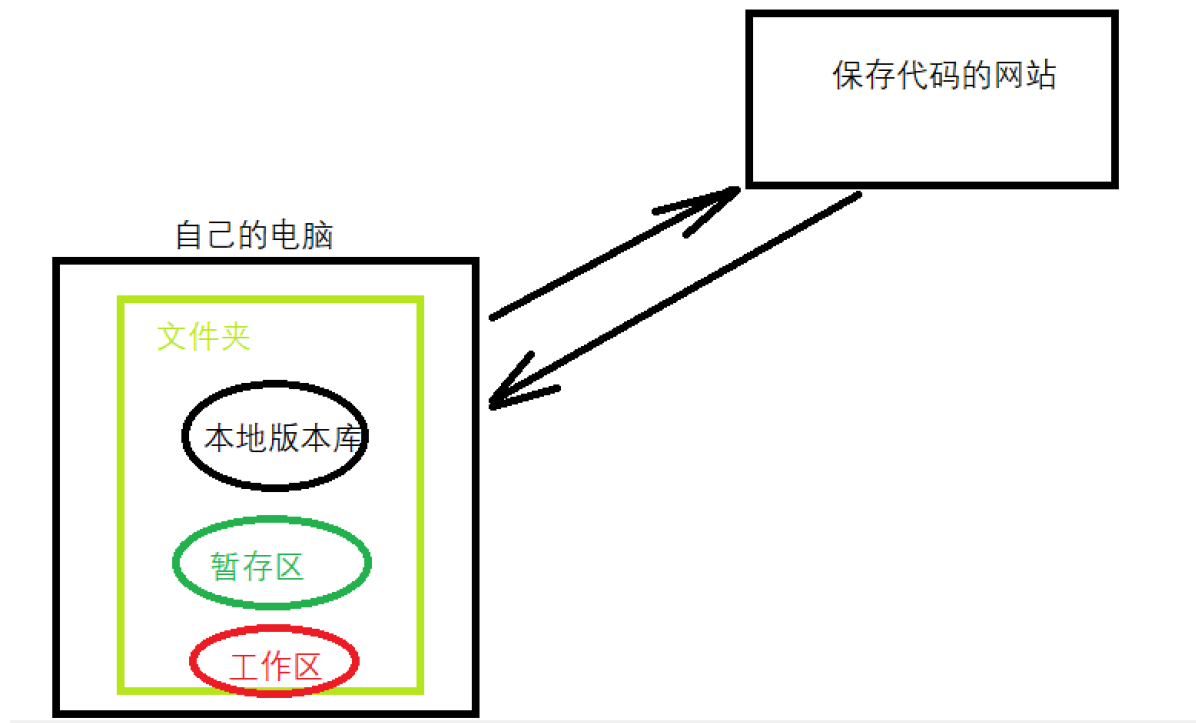 保存代码的网站
自己的电脑
文件夹
本地版本库
暂存区
工作区